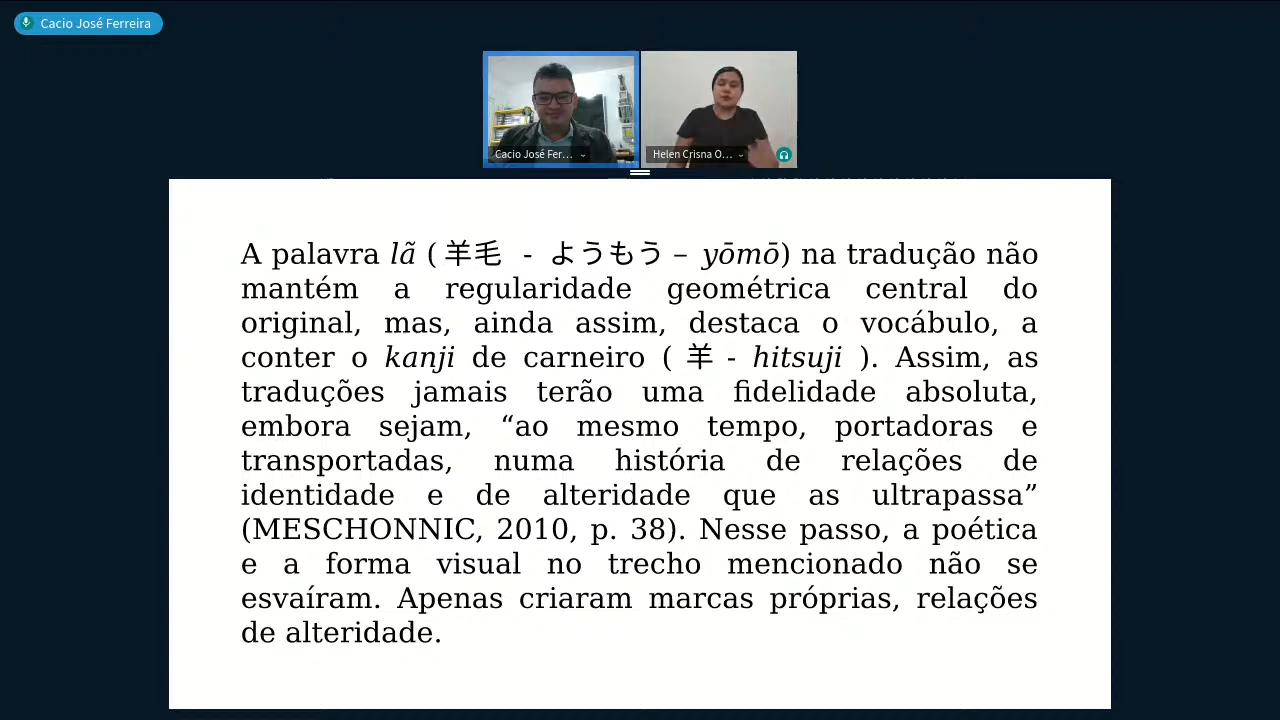 Cacio José Ferreira
Cacio José Fer...
Helen Crisna O...
A palavra lã ( 羊毛 - ようもう – yōmō) na tradução não
mantém a regularidade geométrica central do
original, mas, ainda assim, destaca o vocábulo, a
conter o kanji de carneiro ( 羊 - hitsuji ). Assim, as
traduções jamais terão uma fidelidade absoluta,
embora sejam, “ao mesmo tempo, portadoras e
transportadas, numa história de relações de
identidade e de alteridade que as ultrapassa”
(MESCHONNIC, 2010, p. 38). Nesse passo, a poética
e a forma visual no trecho mencionado não se
esvaíram. Apenas criaram marcas próprias, relações
de alteridade.